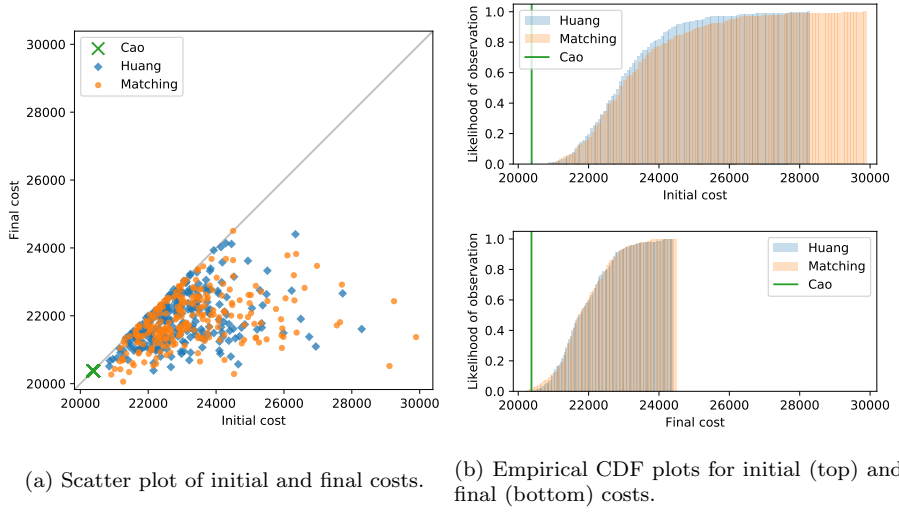 30000
28000
26000
24000
22000
20000
Final cost
20000 22000 24000 26000 28000 30000
Initial cost
Cao
Huang
Matching
(a) Scatter plot of initial and final costs.
Likelihood of observation
1.0
0.8
0.6
0.4
0.2
0.0
Huang
Matching
Cao
20000 22000 24000 26000 28000 30000
Initial cost
Likelihood of observation
1.0
0.8
0.6
0.4
0.2
0.0
Huang
Matching
Cao
20000 22000 24000 26000 28000 30000
Final cost
(b) Empirical CDF plots for initial (top) and
final (bottom) costs.